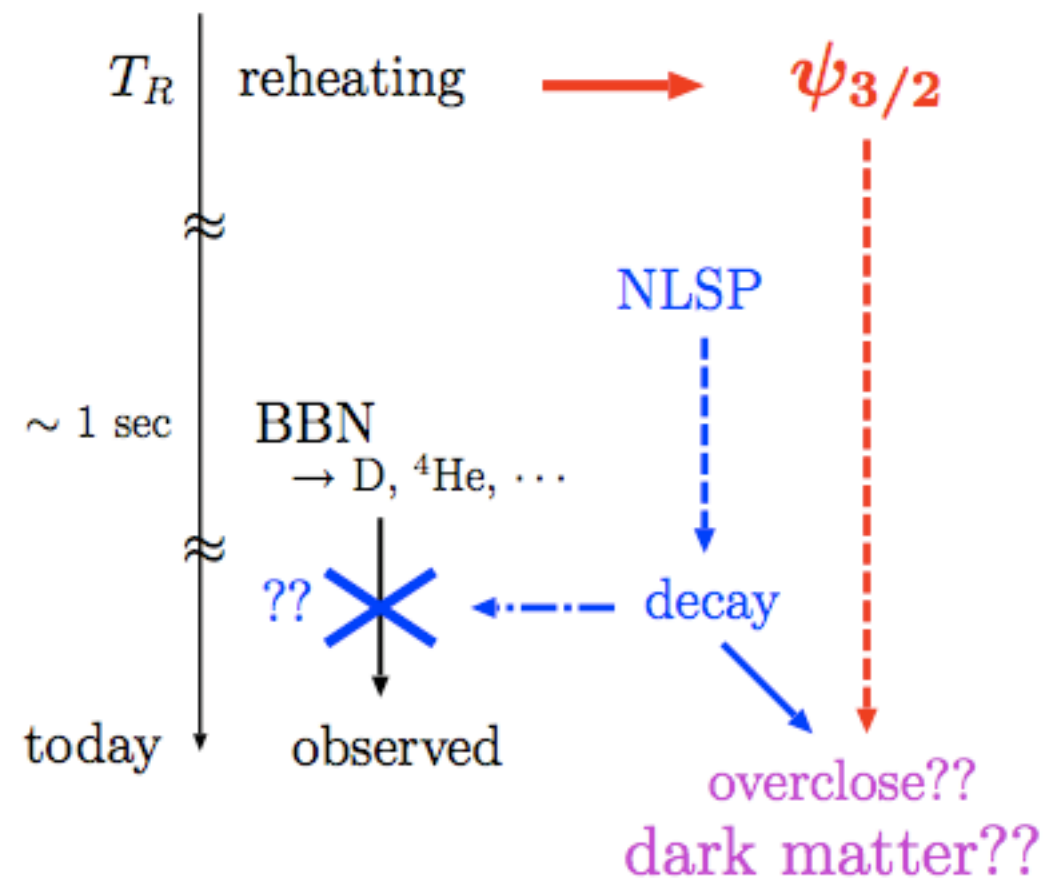 T_R reheating ψ_{3/2}
≈
NLSP
~ 1 sec BBN
→ D, ⁴He, ···
≈
?? decay
today observed
overclose??
dark matter??